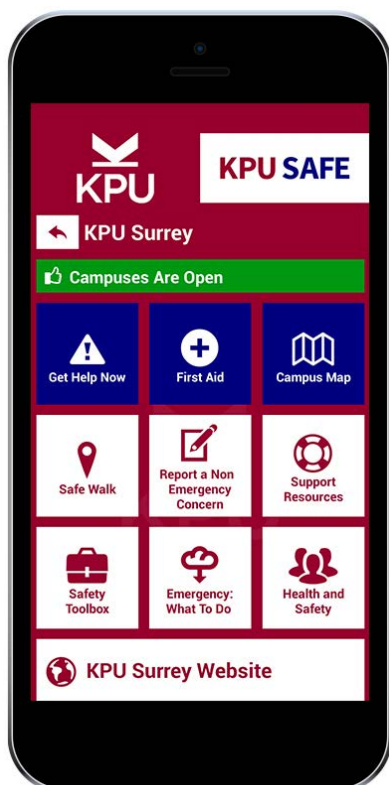 KPU
KPU SAFE
KPU Surrey
Campuses Are Open
Get Help Now
First Aid
Campus Map
Safe Walk
Report a Non
Emergency
Concern
Support
Resources
Safety
Toolbox
Emergency:
What To Do
Health and
Safety
KPU Surrey Website